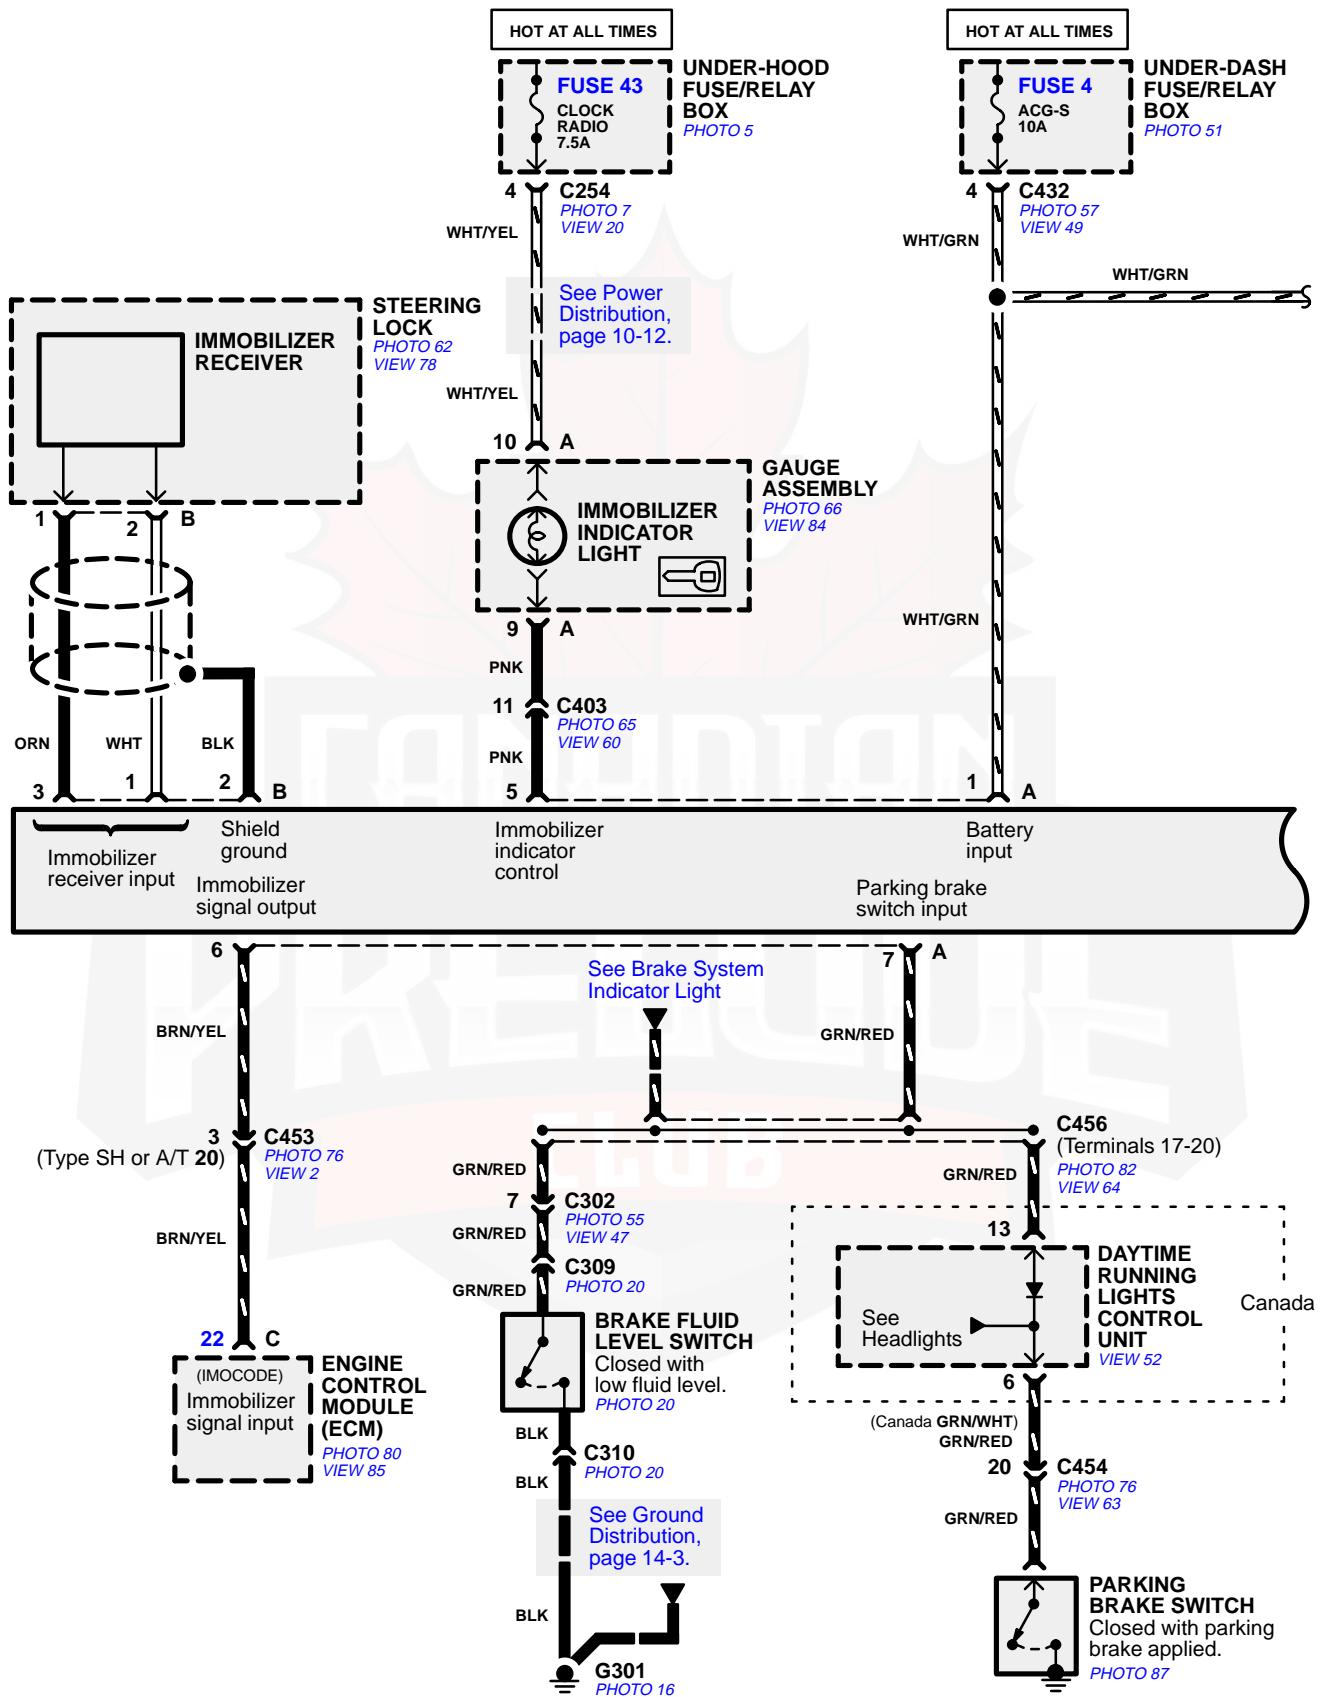 HOT AT ALL TIMES
HOT AT ALL TIMES
FUSE 43
CLOCK
RADIO
7.5A
UNDER-HOOD
FUSE/RELAY
BOX
PHOTO 5
FUSE 4
ACG-S
10A
UNDER-DASH
FUSE/RELAY
BOX
PHOTO 51
4
C254
PHOTO 7
VIEW 20
WHT/YEL
4
C432
PHOTO 57
VIEW 49
WHT/GRN
WHT/GRN
See Power
Distribution,
page 10-12.
WHT/YEL
STEERING
LOCK
PHOTO 62
VIEW 78
IMMOBILIZER
RECEIVER
10
A
GAUGE
ASSEMBLY
PHOTO 66
VIEW 84
IMMOBILIZER
INDICATOR
LIGHT
1
2
B
WHT/GRN
9
A
PNK
11
C403
PHOTO 65
VIEW 60
PNK
ORN
WHT
BLK
CANADIAN
3
1
2
B
5
1
A
Immobilizer
receiver input
Shield
ground
Immobilizer
signal output
Immobilizer
indicator
control
Battery
input
Parking brake
switch input
6
7
A
PRELUDE
See Brake System
Indicator Light
BRN/YEL
GRN/RED
CLUB
3
(Type SH or A/T 20)
C453
PHOTO 76
VIEW 2
BRN/YEL
C456
(Terminals 17-20)
PHOTO 82
VIEW 64
GRN/RED
GRN/RED
7
C302
PHOTO 55
VIEW 47
GRN/RED
C309
PHOTO 20
GRN/RED
13
DAYTIME
RUNNING
LIGHTS
CONTROL
UNIT
VIEW 52
See
Headlights
Canada
22
C
(IMOCODE)
Immobilizer
signal input
ENGINE
CONTROL
MODULE
(ECM)
PHOTO 80
VIEW 85
BRAKE FLUID
LEVEL SWITCH
Closed with
low fluid level.
PHOTO 20
6
(Canada GRN/WHT)
GRN/RED
BLK
C310
PHOTO 20
BLK
20
C454
PHOTO 76
VIEW 63
GRN/RED
See Ground
Distribution,
page 14-3.
BLK
G301
PHOTO 16
PARKING
BRAKE SWITCH
Closed with parking
brake applied.
PHOTO 87